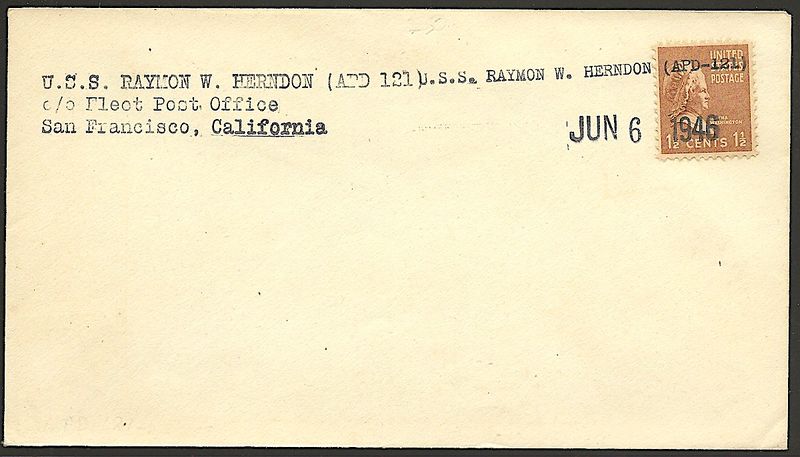 U.S.S. RAYMON W. HERNDON (APD 121)
c/o Fleet Post Office
San Francisco, California
U.S.S. RAYMON W. HERNDON (APD-121)
JUN 6 1946
UNITED
POSTAGE
WASHINGTON
1½ CENTS 1½